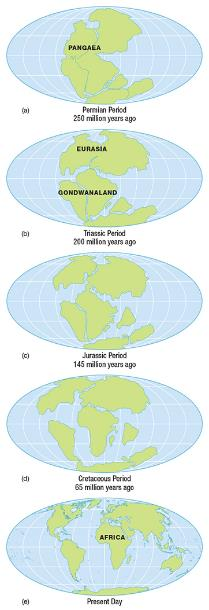 PANGAEA
(a)
Permian Period
250 million years ago
EURASIA
GONDWANALAND
(b)
Triassic Period
200 million years ago
(c)
Jurassic Period
145 million years ago
(d)
Cretaceous Period
65 million years ago
AFRICA
(e)
Present Day